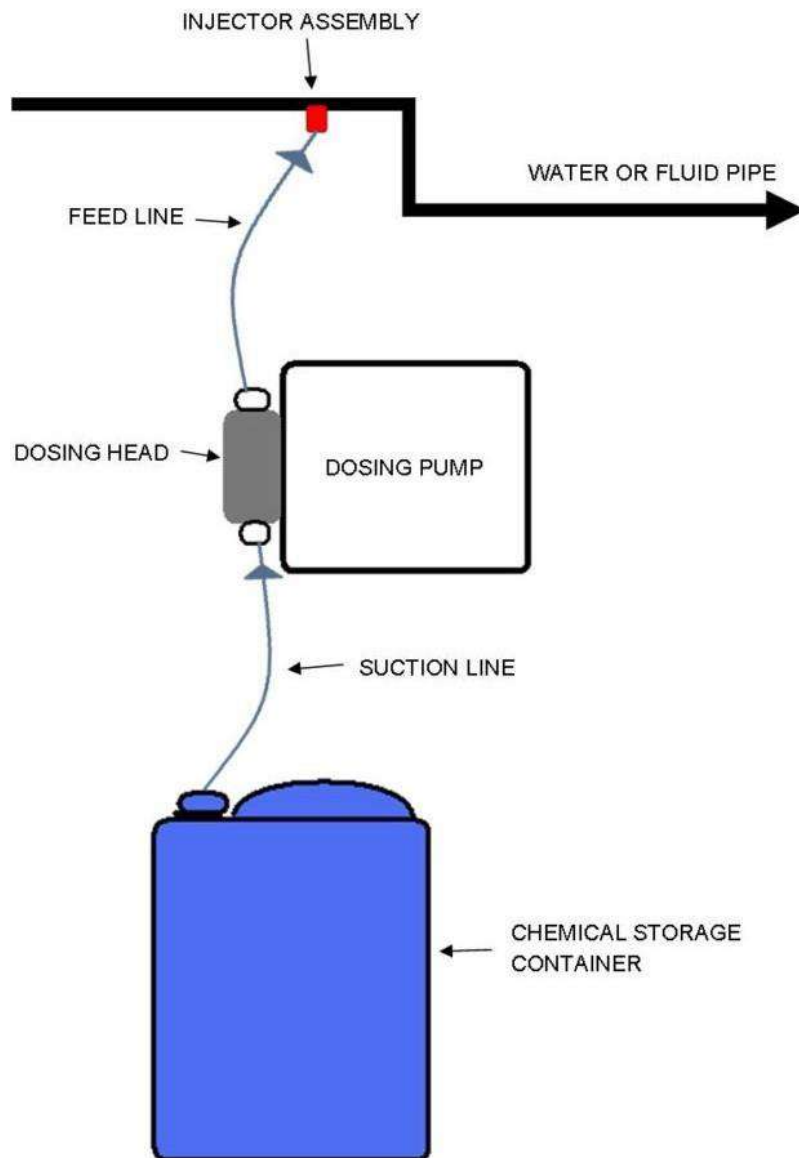 INJECTOR ASSEMBLY
WATER OR FLUID PIPE
FEED LINE
DOSING HEAD
DOSING PUMP
SUCTION LINE
CHEMICAL STORAGE
CONTAINER